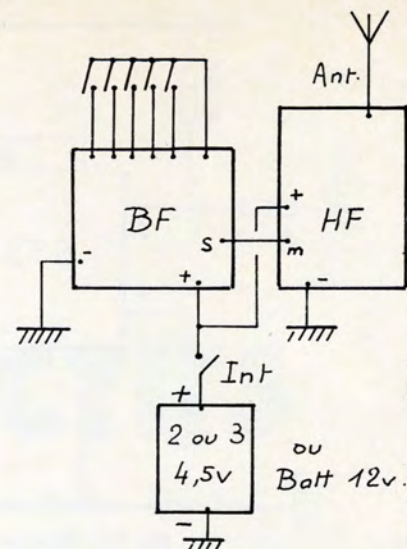 Ant.
BF
HF
+
S
m
-
+
-
Int
+
2 ou 3
4,5v
ou
Batt 12v.
-